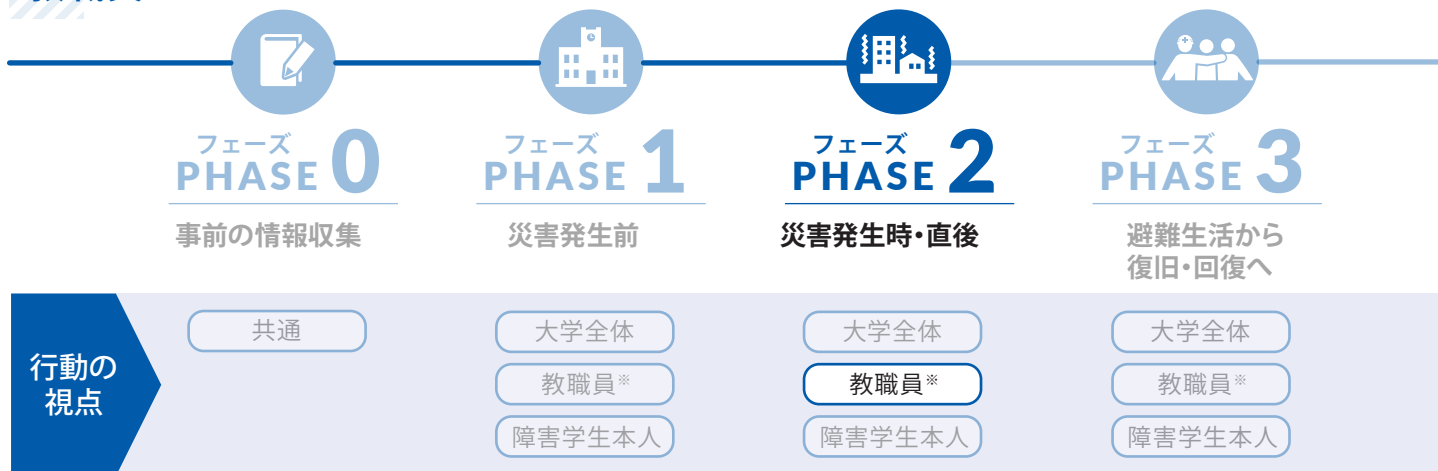 フェーズ
PHASE 0
事前の情報収集
フェーズ
PHASE 1
災害発生前
フェーズ
PHASE 2
災害発生時・直後
フェーズ
PHASE 3
避難生活から
復旧・回復へ
行動の
視点
共通
大学全体
教職員※
障害学生本人
大学全体
教職員※
障害学生本人
大学全体
教職員※
障害学生本人